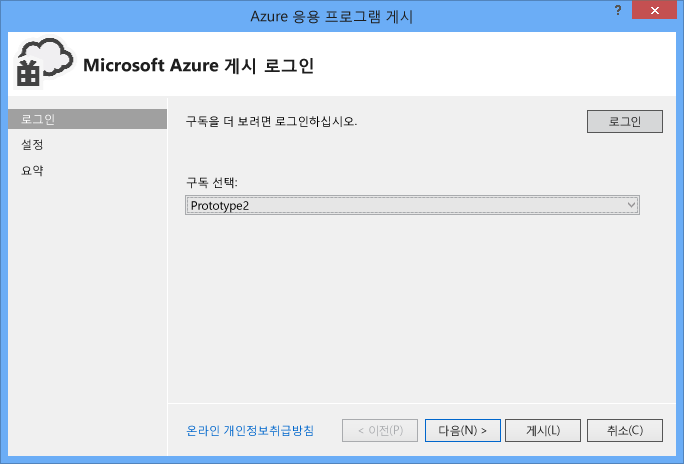 Azure 응용 프로그램 게시
?
Microsoft Azure 게시 로그인
로그인
설정
요약
구독을 더 보려면 로그인하십시오.
로그인
구독 선택:
Prototype2
온라인 개인정보취급방침
< 이전(P)
다음(N) >
게시(L)
취소(C)